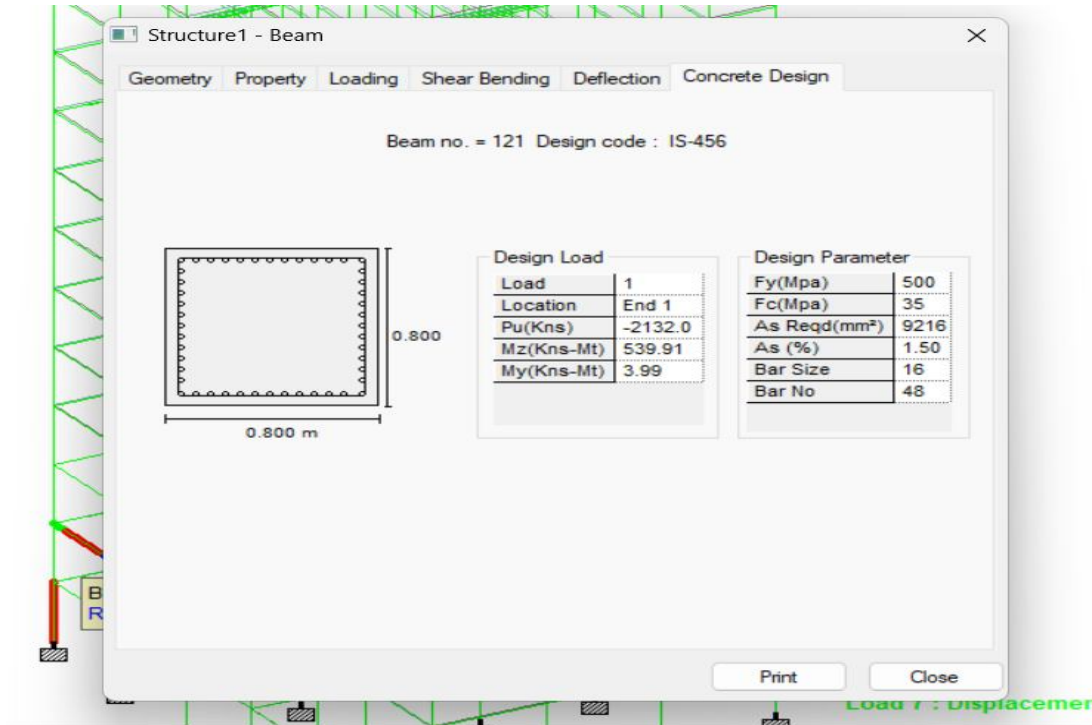 Structure1 - Beam
Geometry Property Loading Shear Bending Deflection Concrete Design
Beam no. = 121 Design code : IS-456
0.800
0.800 m
Design Load
Load 1
Location End 1
Pu(Kns) -2132.0
Mz(Kns-Mt) 539.91
My(Kns-Mt) 3.99
Design Parameter
Fy(Mpa) 500
Fc(Mpa) 35
As Reqd(mm²) 9216
As (%) 1.50
Bar Size 16
Bar No 48
B
R
Print Close
Load 7 : Displacemen